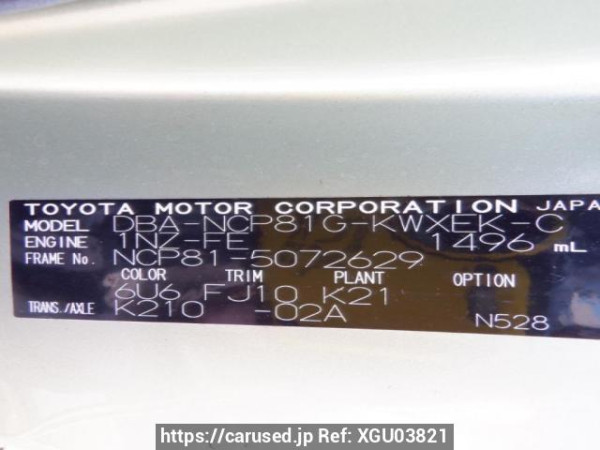 TOYOTA MOTOR CORPORATION JAPA
MODEL DBA-NCP81G-KWXEK-C
ENGINE 1NZ-FE 1496 mL
FRAME No. NCP81-5072629
COLOR TRIM PLANT OPTION
6U6 FJ10 K21
TRANS./AXLE K210 -02A N528
https://carused.jp Ref: XGU03821